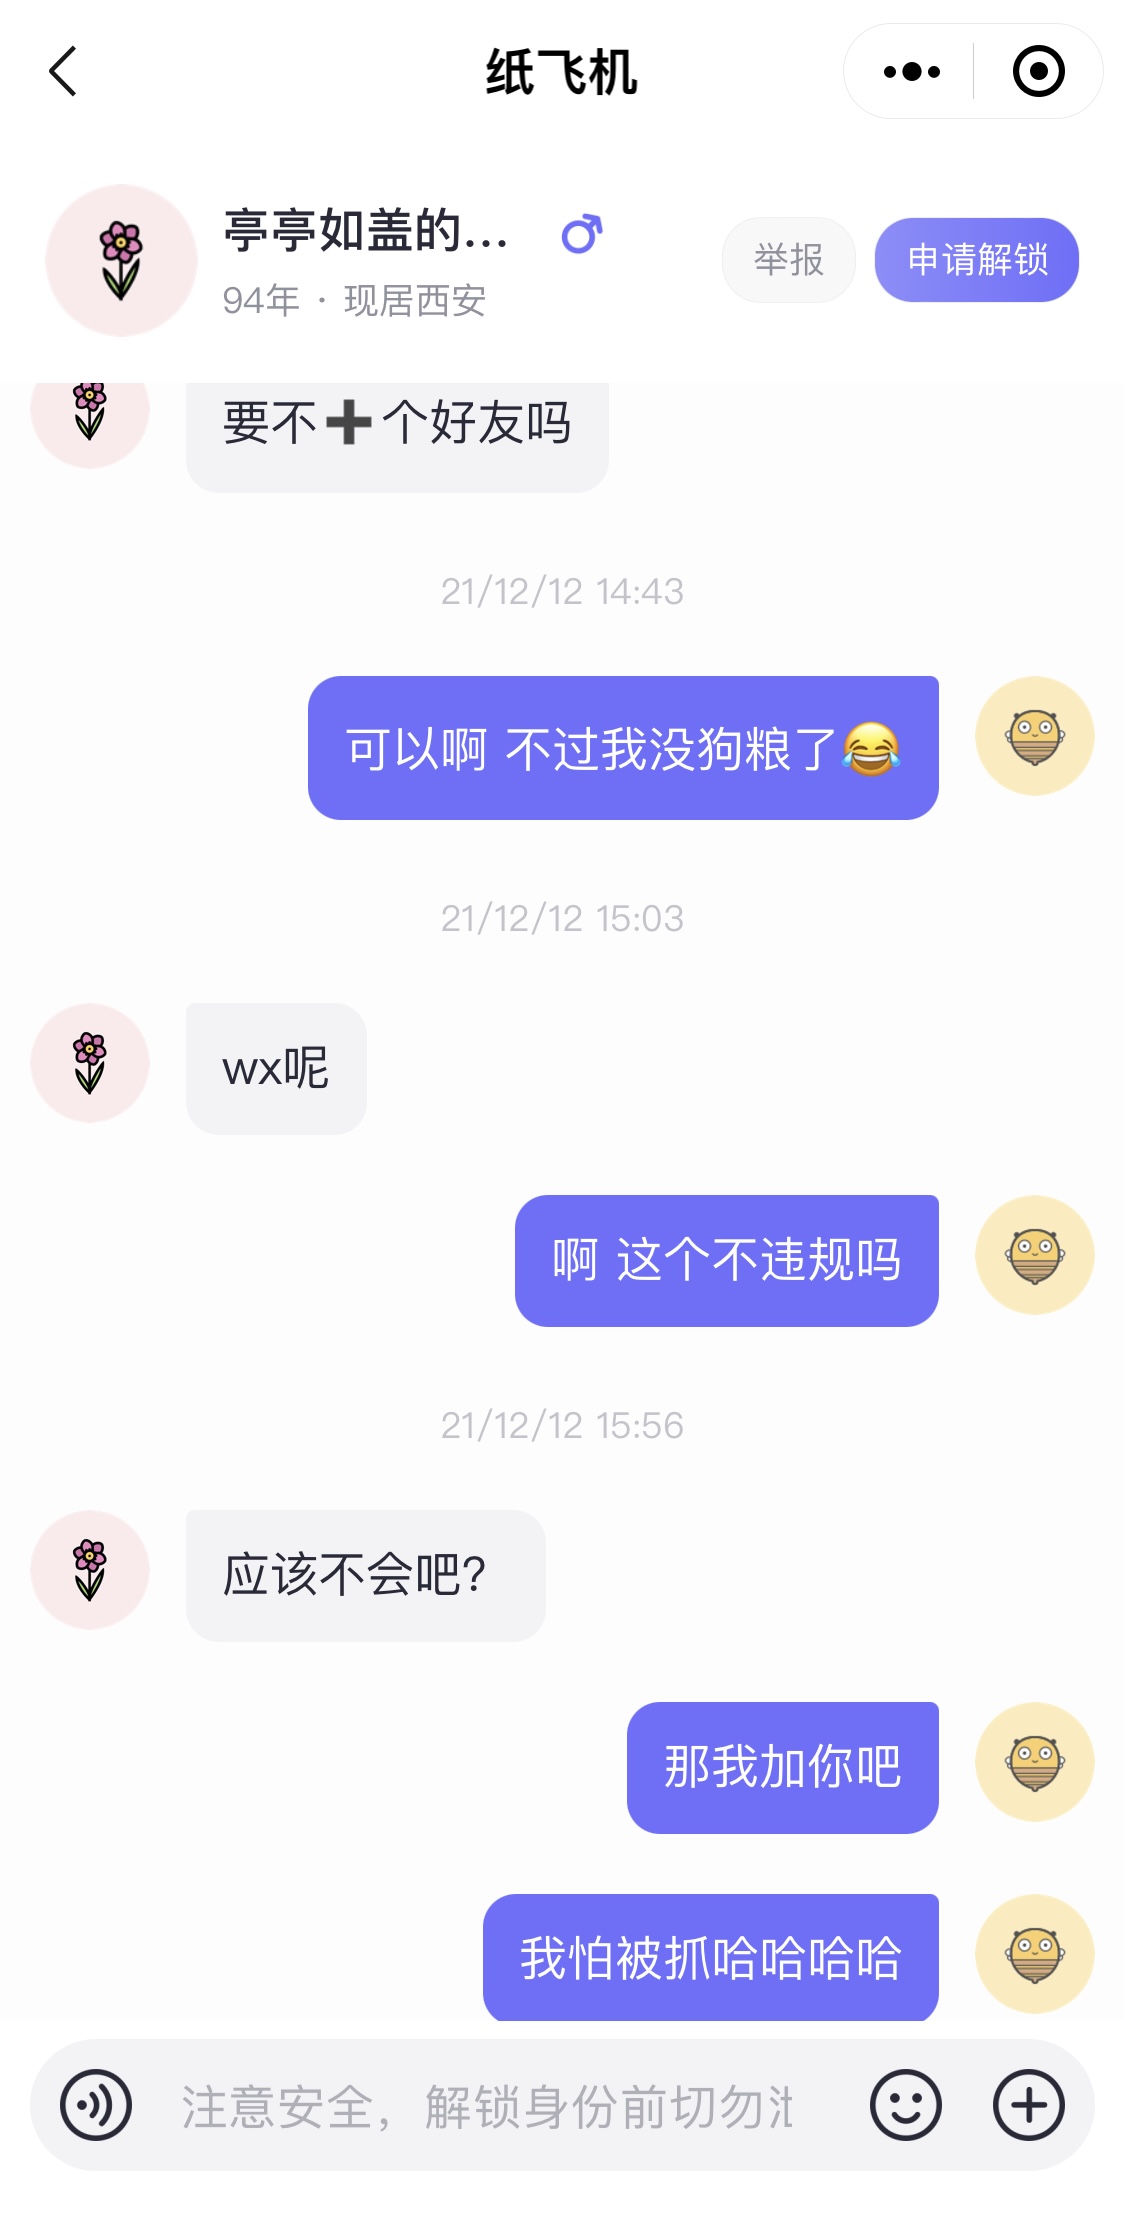 纸飞机
亭亭如盖的...
举报
申请解锁
94年 · 现居西安
要不➕个好友吗
21/12/12 14:43
可以啊 不过我没狗粮了😂
21/12/12 15:03
wx呢
啊 这个不违规吗
21/12/12 15:56
应该不会吧?
那我加你吧
我怕被抓哈哈哈哈
注意安全，解锁身份前切勿